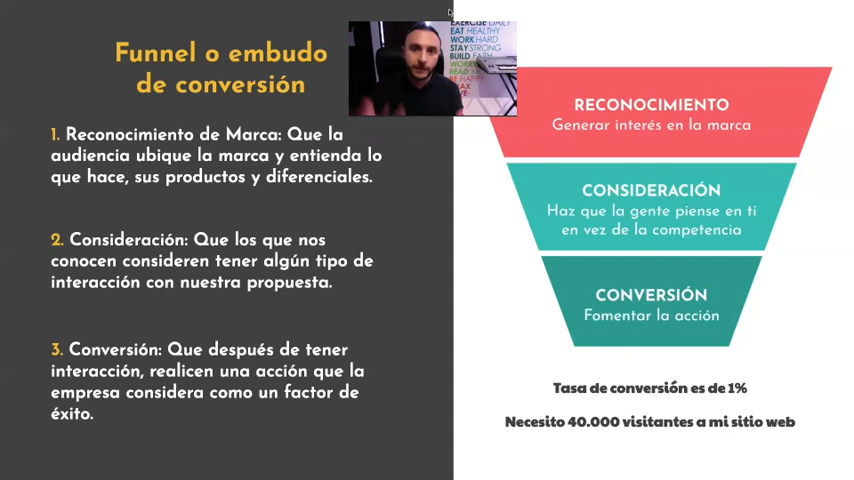 Funnel o embudo
de conversión
1. Reconocimiento de Marca: Que la
audiencia ubique la marca y entienda lo
que hace, sus productos y diferenciales.
2. Consideración: Que los que nos
conocen consideren tener algún tipo de
interacción con nuestra propuesta.
3. Conversión: Que después de tener
interacción, realicen una acción que la
empresa considera como un factor de
éxito.
EXERCISE DAILY
EAT HEALTHY
WORK HARD
STAY STRONG
BUILD FAITH
WORRY
READ
BE HAPPY
RELAX
RECONOCIMIENTO
Generar interés en la marca
CONSIDERACIÓN
Haz que la gente piense en ti
en vez de la competencia
CONVERSIÓN
Fomentar la acción
Tasa de conversión es de 1%
Necesito 40.000 visitantes a mi sitio web